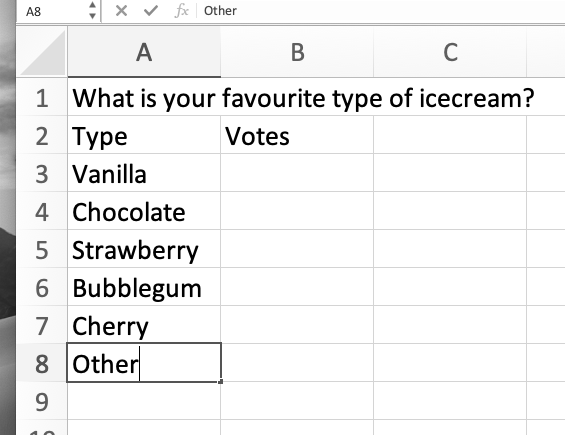 A8 fx Other
A B C
1 What is your favourite type of icecream?
2 Type Votes
3 Vanilla
4 Chocolate
5 Strawberry
6 Bubblegum
7 Cherry
8 Other
9
10